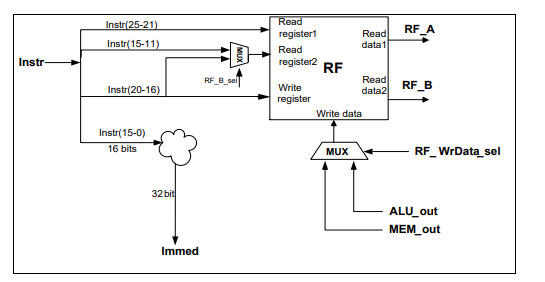 Instr(25-21)
Read
register1
Read
data1
RF_A
Instr(15-11)
MUX
Read
register2
RF
Instr
RF_B_sel
Read
data2
RF_B
Instr(20-16)
Write
register
Write data
Instr(15-0)
16 bits
MUX
RF_WrData_sel
32bit
ALU_out
MEM_out
Immed